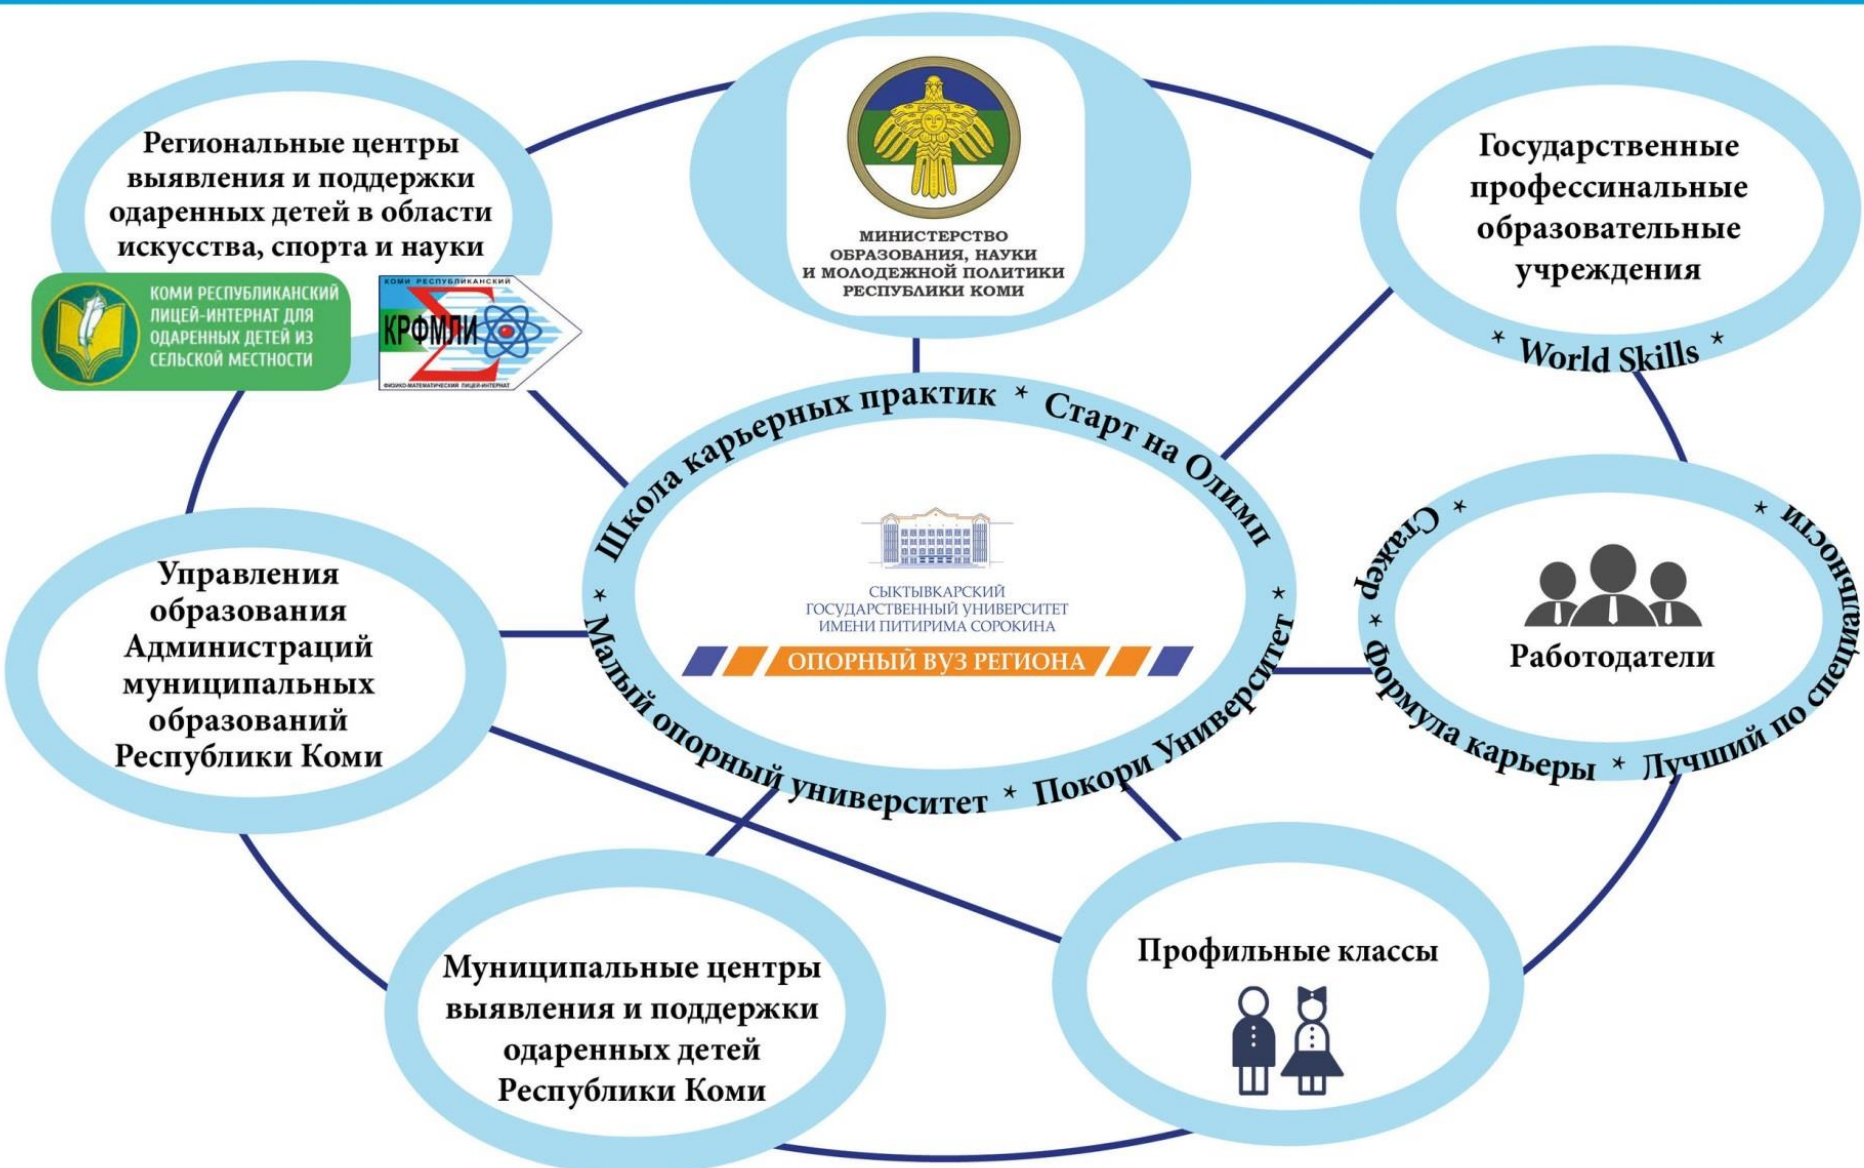 Региональные центры
выявления и поддержки
одаренных детей в области
искусства, спорта и науки
КОМИ РЕСПУБЛИКАНСКИЙ
ЛИЦЕЙ-ИНТЕРНАТ ДЛЯ
ОДАРЕННЫХ ДЕТЕЙ ИЗ
СЕЛЬСКОЙ МЕСТНОСТИ
КОМИ РЕСПУБЛИКАНСКИЙ
КРФМЛИ
ФИЗИКО-МАТЕМАТИЧЕСКИЙ ЛИЦЕЙ-ИНТЕРНАТ
МИНИСТЕРСТВО
ОБРАЗОВАНИЯ, НАУКИ
И МОЛОДЕЖНОЙ ПОЛИТИКИ
РЕСПУБЛИКИ КОМИ
Государственные
профессинальные
образовательные
учреждения
* World Skills *
Школа карьерных практик * Старт на Олимп *
СЫКТЫВКАРСКИЙ
ГОСУДАРСТВЕННЫЙ УНИВЕРСИТЕТ
ИМЕНИ ПИТИРИМА СОРОКИНА
ОПОРНЫЙ ВУЗ РЕГИОНА
* Малый опорный университет * Покори Университет
* Стажер * Формула карьеры * Лучший по специальности *
Работодатели
Управления
образования
Администраций
муниципальных
образований
Республики Коми
Муниципальные центры
выявления и поддержки
одаренных детей
Республики Коми
Профильные классы